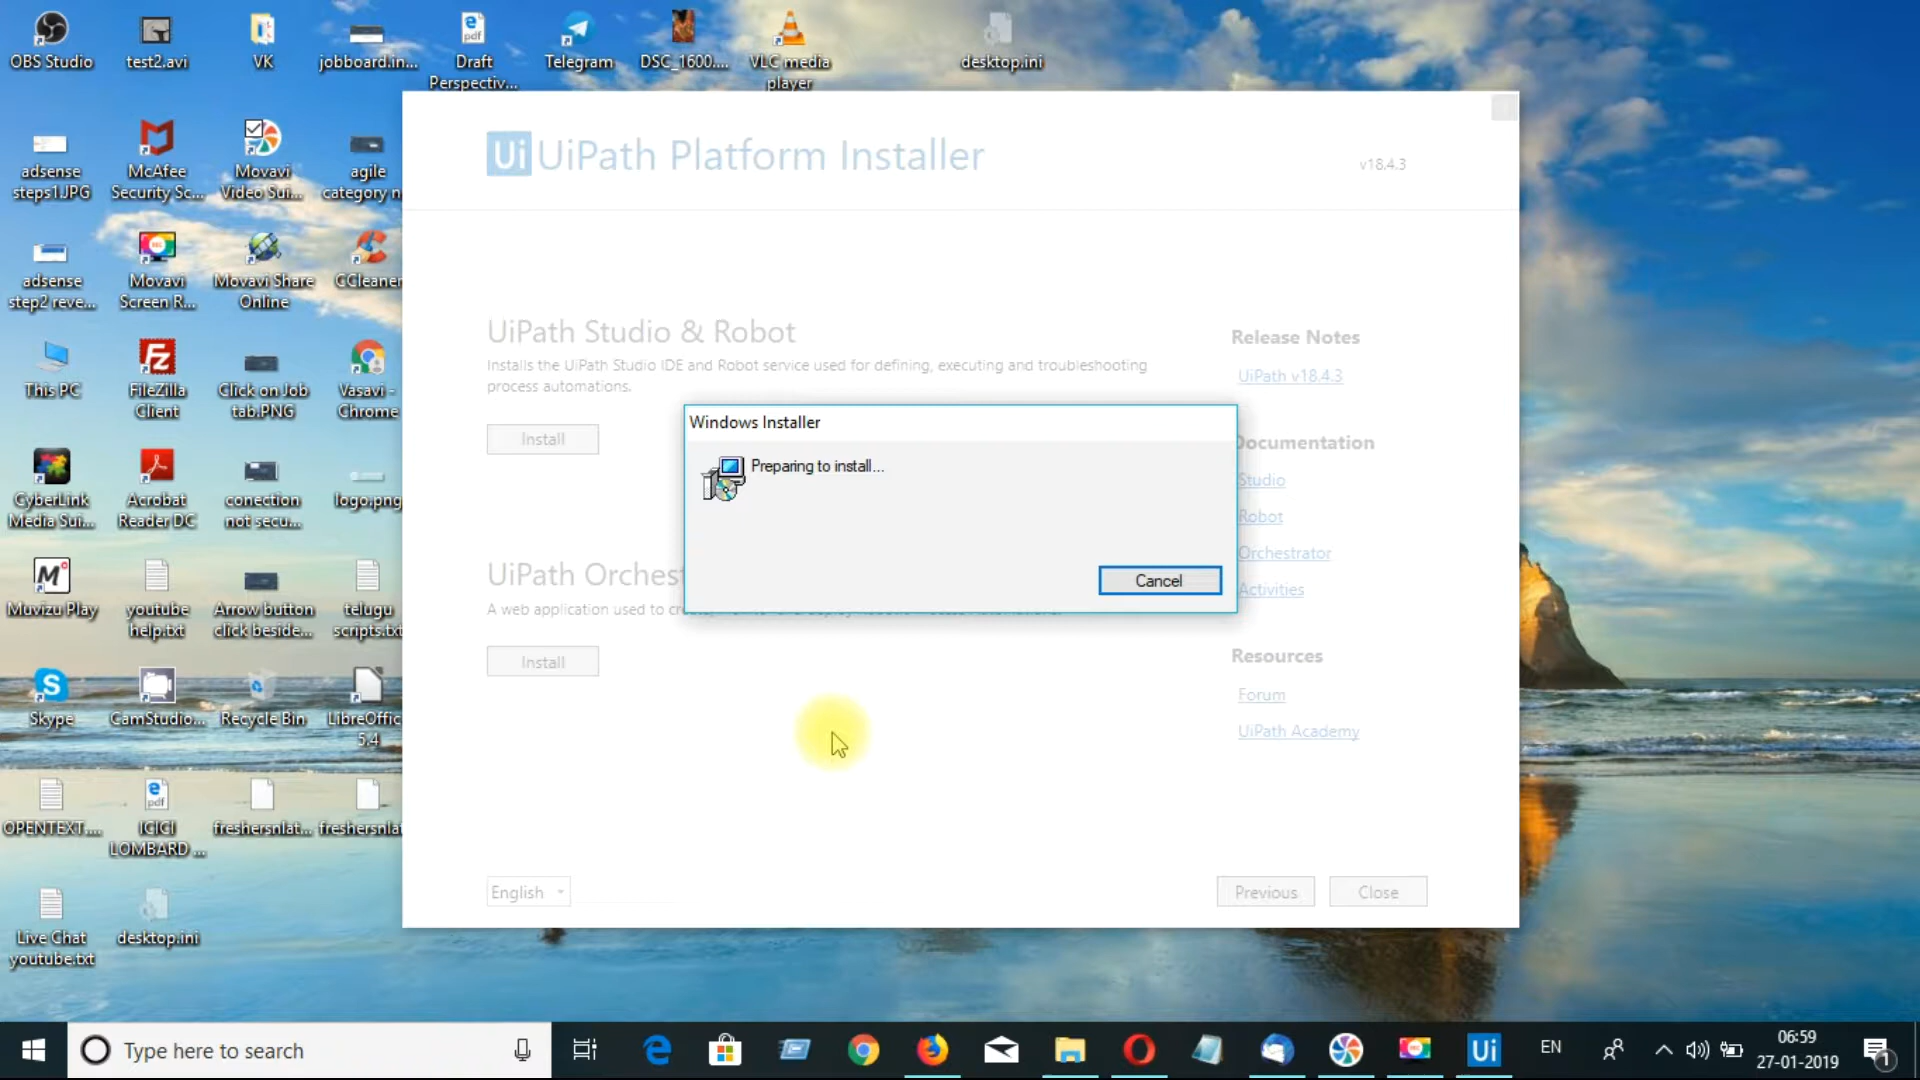 OBS Studio
test2.avi
VK
jobboard.in...
Draft
Perspectiv...
Telegram
DSC_1600....
VLC media
player
desktop.ini
adsense
steps1.JPG
McAfee
Security Sc...
Movavi
Video Sui...
agile
category n
adsense
step2 reve...
Movavi
Screen R...
Movavi Share
Online
CCleaner
This PC
FileZilla
Client
Click on Job
tab.PNG
Vasavi -
Chrome
CyberLink
Media Sui...
Acrobat
Reader DC
conection
not secu...
logo.png
Muvizu Play
youtube
help.txt
Arrow button
click beside...
telugu
scripts.txt
Skype
CamStudio...
Recycle Bin
LibreOffic
5.4
OPENTEXT....
ICICI
LOMBARD ...
freshersnlat...
freshersnlat
Live Chat
youtube.txt
desktop.ini
Ui UiPath Platform Installer
v18.4.3
UiPath Studio & Robot
Installs the UiPath Studio IDE and Robot service used for defining, executing and troubleshooting
process automations.
Install
UiPath Orchest
A web application used to
Install
Release Notes
UiPath v18.4.3
Documentation
Studio
Robot
Orchestrator
Activities
Resources
Forum
UiPath Academy
Windows Installer
Preparing to install...
Cancel
English
Previous
Close
Type here to search
Ui
EN
06:59
27-01-2019
1